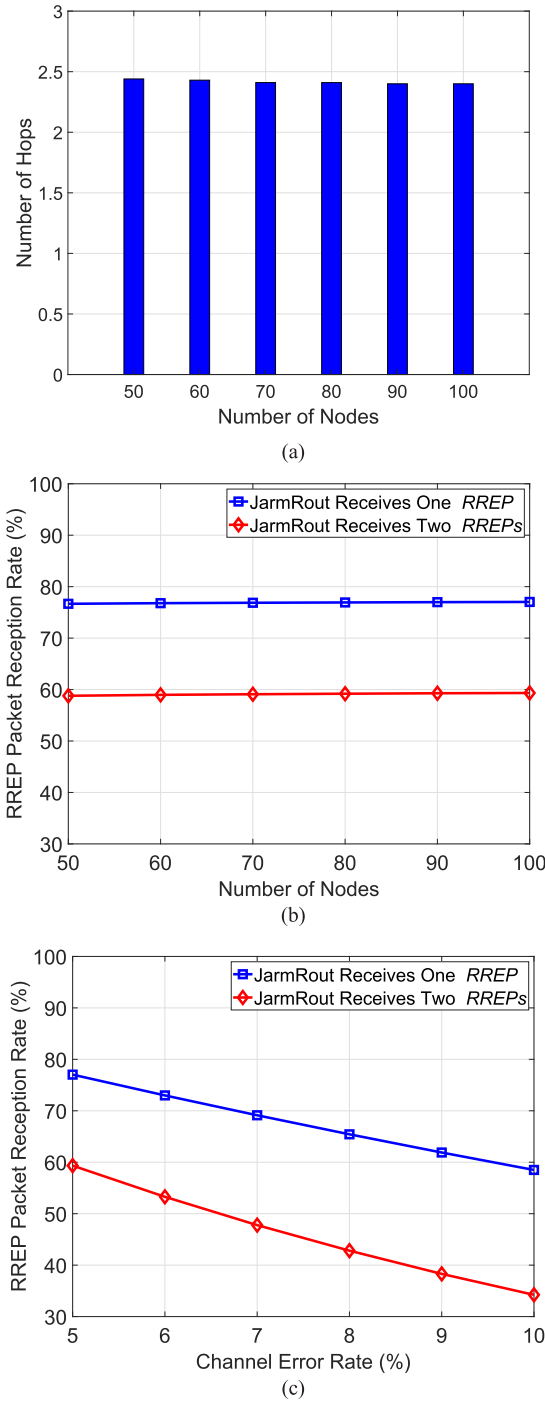 3
2.5
2
1.5
1
0.5
0
Number of Hops
50 60 70 80 90 100
Number of Nodes
(a)
100
90
80
70
60
50
40
30
RREP Packet Reception Rate (%)
JarmRout Receives One RREP
JarmRout Receives Two RREPs
50 60 70 80 90 100
Number of Nodes
(b)
100
90
80
70
60
50
40
30
RREP Packet Reception Rate (%)
JarmRout Receives One RREP
JarmRout Receives Two RREPs
5 6 7 8 9 10
Channel Error Rate (%)
(c)